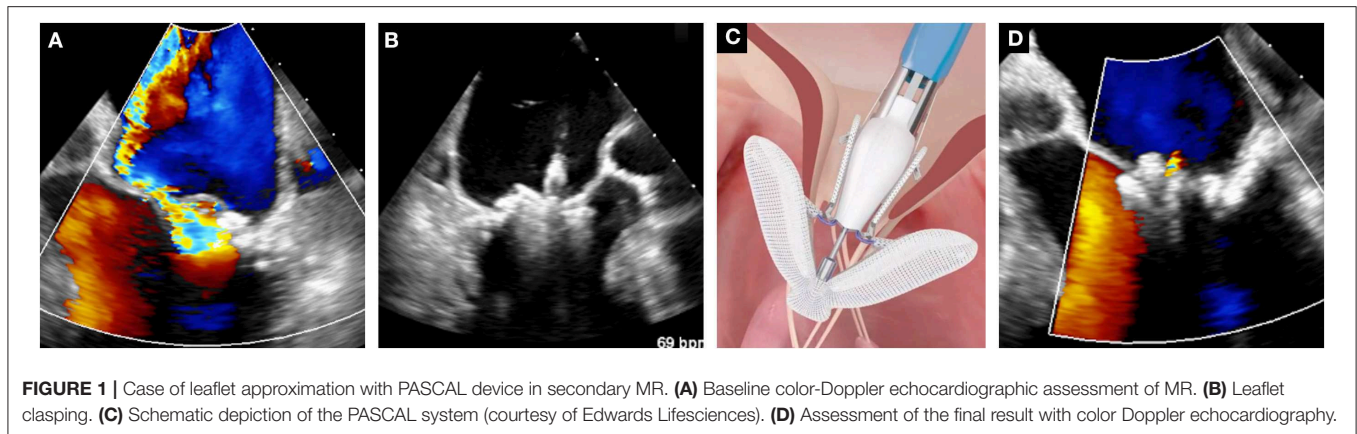 A
B
C
D
69 bpm
FIGURE 1 | Case of leaflet approximation with PASCAL device in secondary MR. (A) Baseline color-Doppler echocardiographic assessment of MR. (B) Leaflet
clasping. (C) Schematic depiction of the PASCAL system (courtesy of Edwards Lifesciences). (D) Assessment of the final result with color Doppler echocardiography.